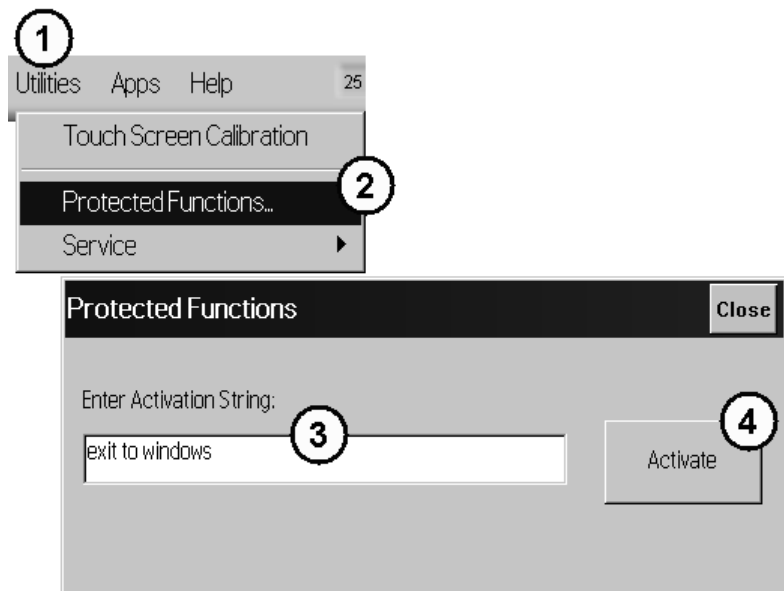 1
Utilities Apps Help 25
Touch Screen Calibration
2
Protected Functions...
Service
Protected Functions Close
Enter Activation String:
3
4
exit to windows
Activate